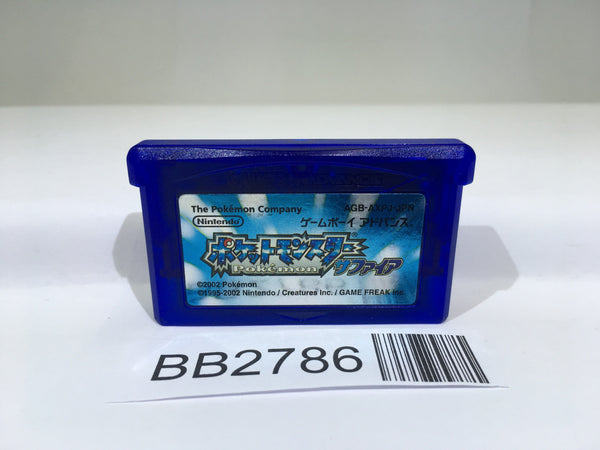 The Pokémon Company
AGB-AXPJ-JPN
Nintendo
ゲームボーイ アドバンス
ポケットモンスター
Pokémon
サファイア
©2002 Pokémon
©1995-2002 Nintendo / Creatures inc. / GAME FREAK inc.
BB2786